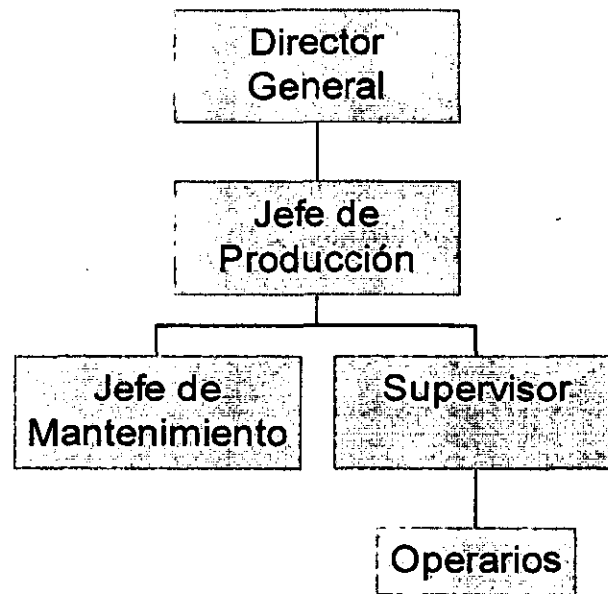 Director
General
Jefe de
Producción
Jefe de
Mantenimiento
Supervisor
Operarios